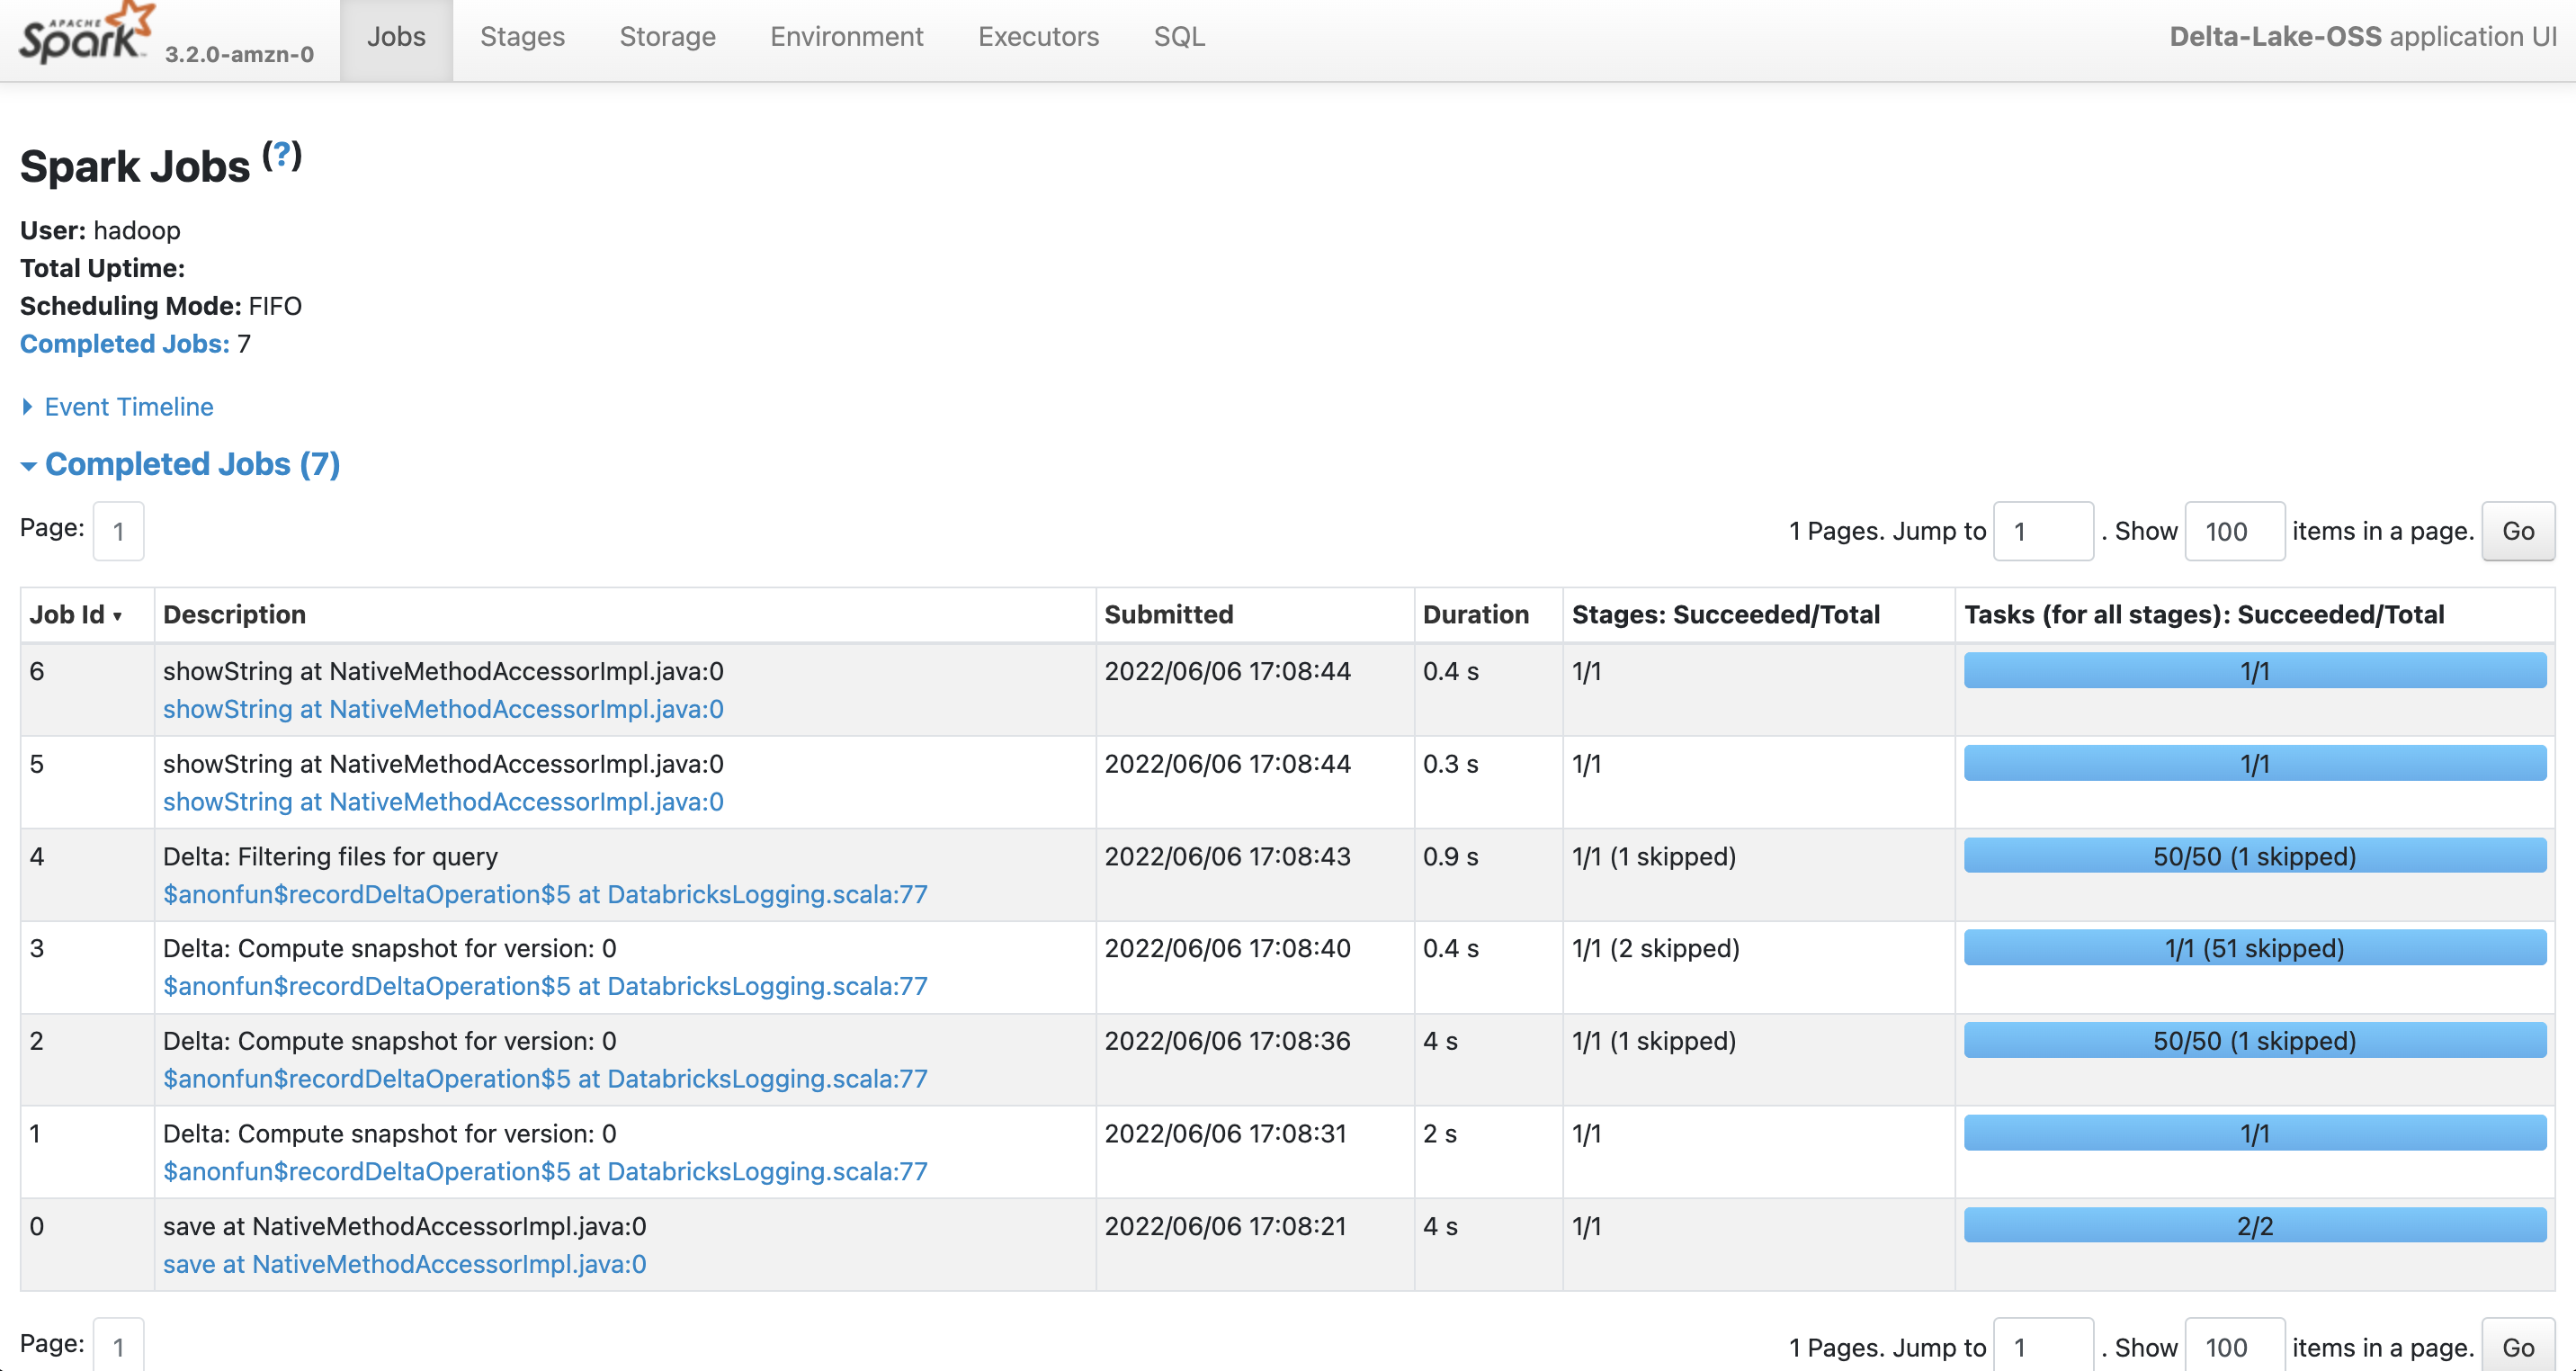 APACHE
Spark 3.2.0-amzn-0 Jobs Stages Storage Environment Executors SQL Delta-Lake-OSS application UI
Spark Jobs (?)
User: hadoop
Total Uptime:
Scheduling Mode: FIFO
Completed Jobs: 7
Event Timeline
Completed Jobs (7)
Page: 1 1 Pages. Jump to 1 . Show 100 items in a page. Go
Job Id ▾ Description Submitted Duration Stages: Succeeded/Total Tasks (for all stages): Succeeded/Total
6 showString at NativeMethodAccessorImpl.java:0 2022/06/06 17:08:44 0.4 s 1/1 1/1
showString at NativeMethodAccessorImpl.java:0
5 showString at NativeMethodAccessorImpl.java:0 2022/06/06 17:08:44 0.3 s 1/1 1/1
showString at NativeMethodAccessorImpl.java:0
4 Delta: Filtering files for query 2022/06/06 17:08:43 0.9 s 1/1 (1 skipped) 50/50 (1 skipped)
$anonfun$recordDeltaOperation$5 at DatabricksLogging.scala:77
3 Delta: Compute snapshot for version: 0 2022/06/06 17:08:40 0.4 s 1/1 (2 skipped) 1/1 (51 skipped)
$anonfun$recordDeltaOperation$5 at DatabricksLogging.scala:77
2 Delta: Compute snapshot for version: 0 2022/06/06 17:08:36 4 s 1/1 (1 skipped) 50/50 (1 skipped)
$anonfun$recordDeltaOperation$5 at DatabricksLogging.scala:77
1 Delta: Compute snapshot for version: 0 2022/06/06 17:08:31 2 s 1/1 1/1
$anonfun$recordDeltaOperation$5 at DatabricksLogging.scala:77
0 save at NativeMethodAccessorImpl.java:0 2022/06/06 17:08:21 4 s 1/1 2/2
save at NativeMethodAccessorImpl.java:0
Page: 1 1 Pages. Jump to 1 . Show 100 items in a page. Go